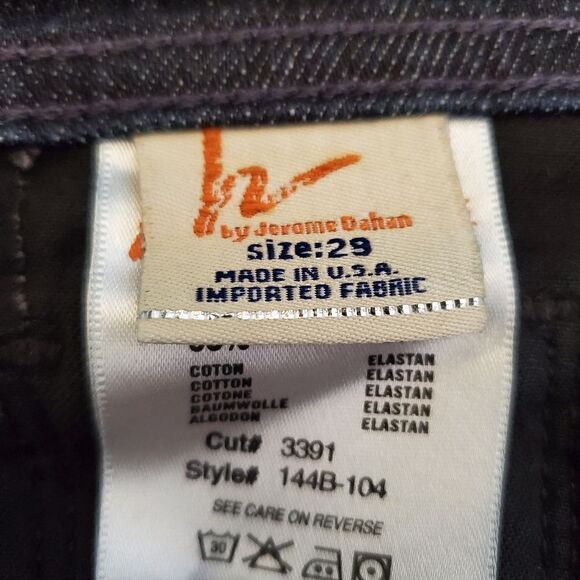 by Jerome Dahan
size:29
MADE IN U.S.A.
IMPORTED FABRIC
COTON ELASTAN
COTTON ELASTAN
COTONE ELASTAN
BAUMWOLLE ELASTAN
ALGODON ELASTAN
Cut# 3391
Style# 144B-104
SEE CARE ON REVERSE
30